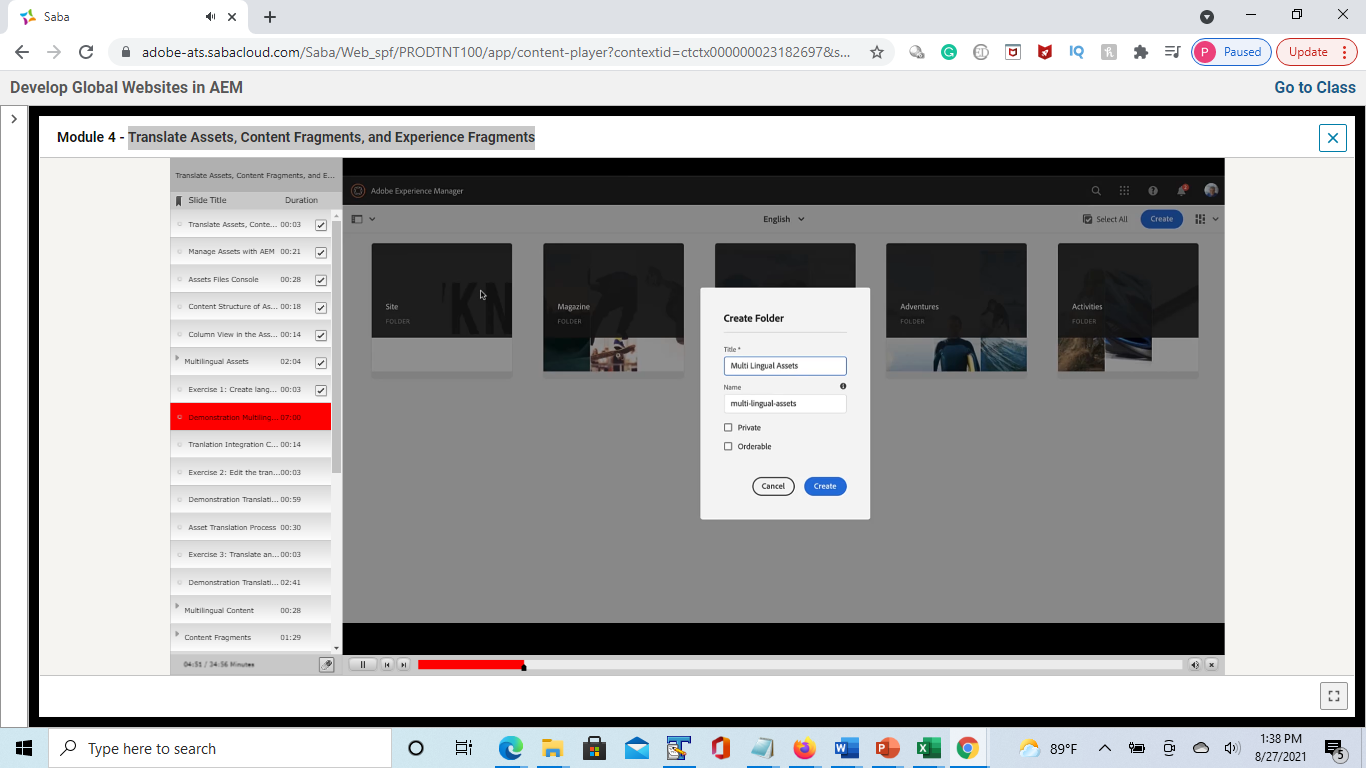 Saba
adobe-ats.sabacloud.com/Saba/Web_spf/PRODTNT100/app/content-player?contextid=ctctx000000023182697&s...
P Paused
Update
Develop Global Websites in AEM
Go to Class
Module 4 - Translate Assets, Content Fragments, and Experience Fragments
Translate Assets, Content Fragments, and E...
Slide Title Duration
Translate Assets, Conte... 00:03
Manage Assets with AEM 00:21
Assets Files Console 00:28
Content Structure of As... 00:18
Column View in the Ass... 00:14
Multilingual Assets 02:04
Exercise 1: Create lang... 00:03
Demonstration Multiling... 07:00
Tranlation Integration C... 00:14
Exercise 2: Edit the tran... 00:03
Demonstration Translati... 00:59
Asset Translation Process 00:30
Exercise 3: Translate an... 00:03
Demonstration Translati... 02:41
Multilingual Content 00:28
Content Fragments 01:29
04:51 / 34:56 Minutes
Adobe Experience Manager
English
Select All
Create
Site
FOLDER
'KN
Magazine
FOLDER
Adventures
FOLDER
Activities
FOLDER
Create Folder
Title *
Multi Lingual Assets
Name
multi-lingual-assets
Private
Orderable
Cancel
Create
Type here to search
89°F
1:38 PM
8/27/2021
5